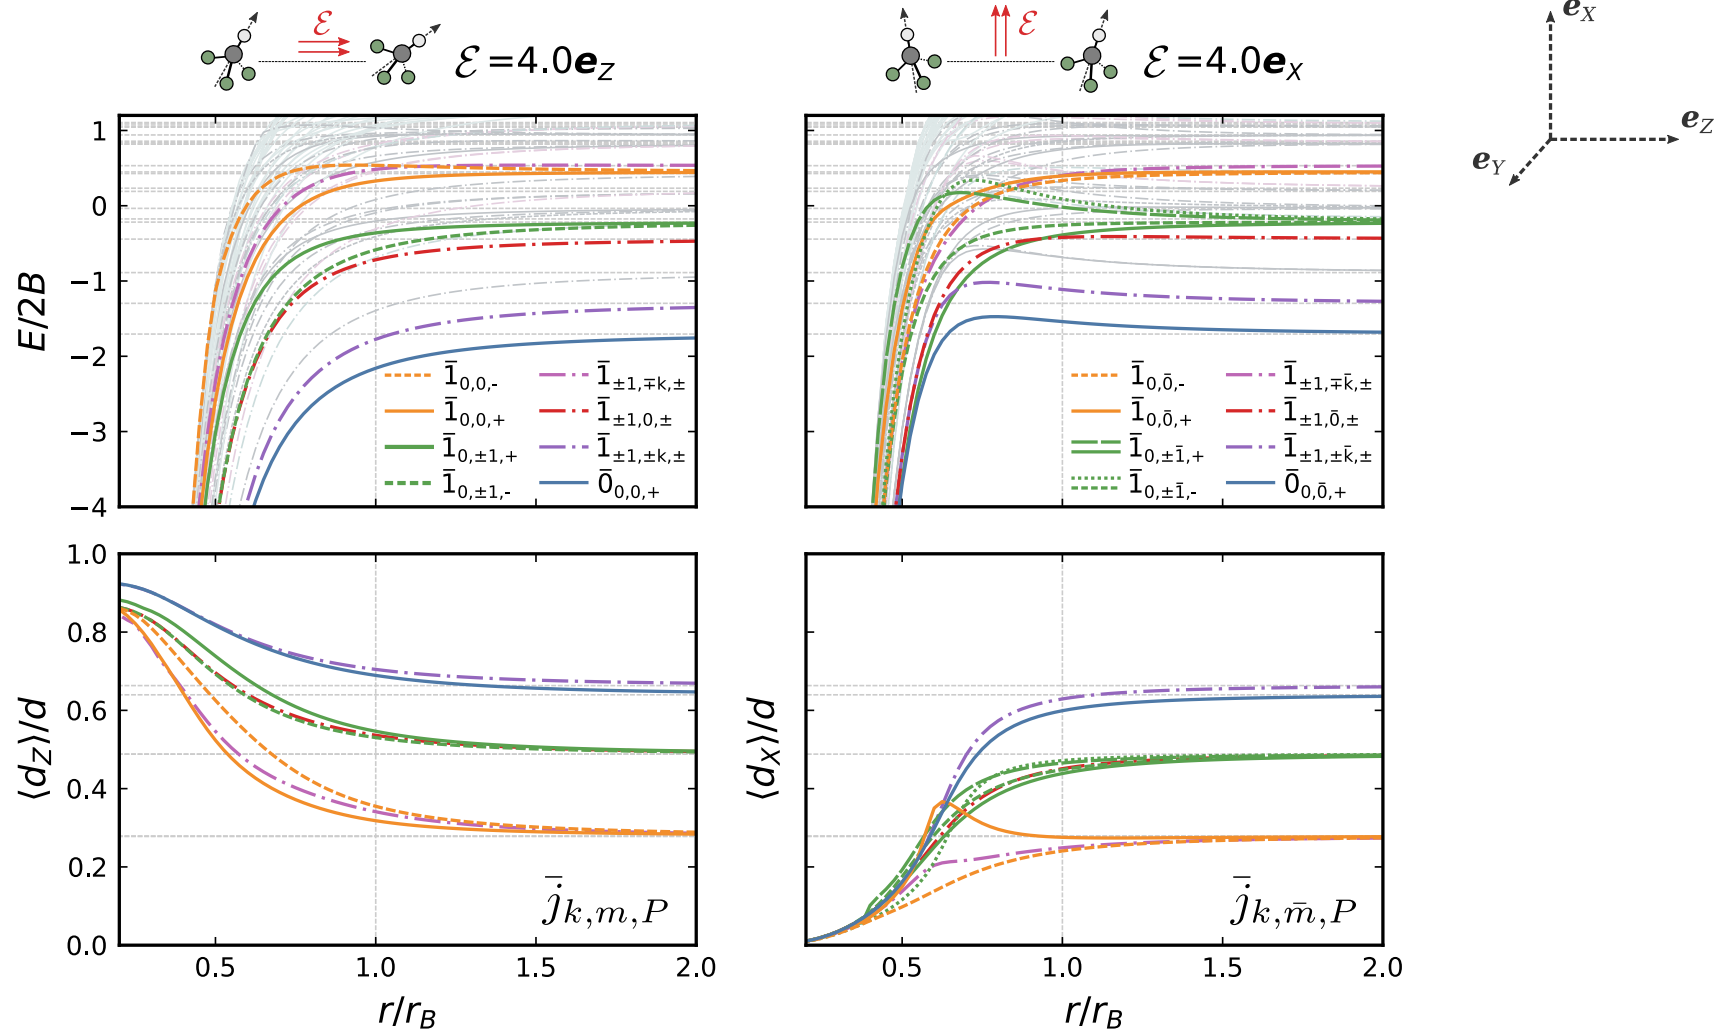 ℰ
ℰ =4.0e_Z
ℰ
ℰ =4.0e_X
e_X
e_Z
e_Y
E/2B
1
0
−1
−2
−3
−4
1̄_{0,0,-}
1̄_{0,0,+}
1̄_{0,±1,+}
1̄_{0,±1,-}
1̄_{±1,∓k,±}
1̄_{±1,0,±}
1̄_{±1,±k,±}
0̄_{0,0,+}
1̄_{0,0̄,-}
1̄_{0,0̄,+}
1̄_{0,±1̄,+}
1̄_{0,±1̄,-}
1̄_{±1,∓k̄,±}
1̄_{±1,0̄,±}
1̄_{±1,±k̄,±}
0̄_{0,0̄,+}
⟨d_Z⟩/d
1.0
0.8
0.6
0.4
0.2
0.0
j̄_{k,m,P}
0.5 1.0 1.5 2.0
r/r_B
⟨d_X⟩/d
j̄_{k,m̄,P}
0.5 1.0 1.5 2.0
r/r_B